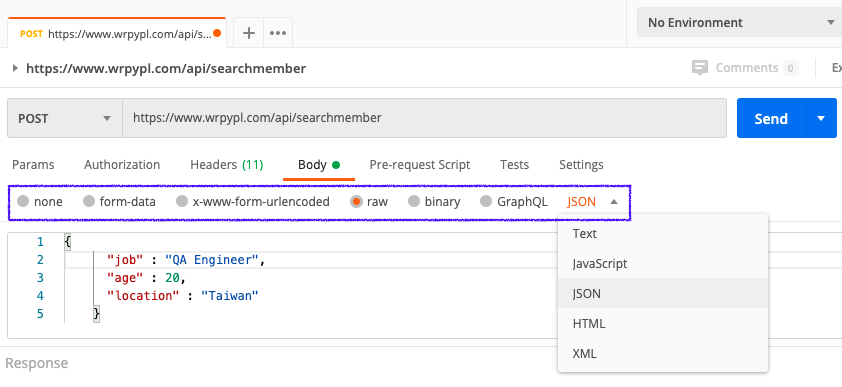 No Environment
POST https://www.wrpypl.com/api/s...
https://www.wrpypl.com/api/searchmember
Comments 0
Ex
POST https://www.wrpypl.com/api/searchmember Send
Params Authorization Headers (11) Body Pre-request Script Tests Settings
none form-data x-www-form-urlencoded raw binary GraphQL JSON
Text
JavaScript
JSON
HTML
XML
1 {
2 "job" : "QA Engineer",
3 "age" : 20,
4 "location" : "Taiwan"
5 }
Response